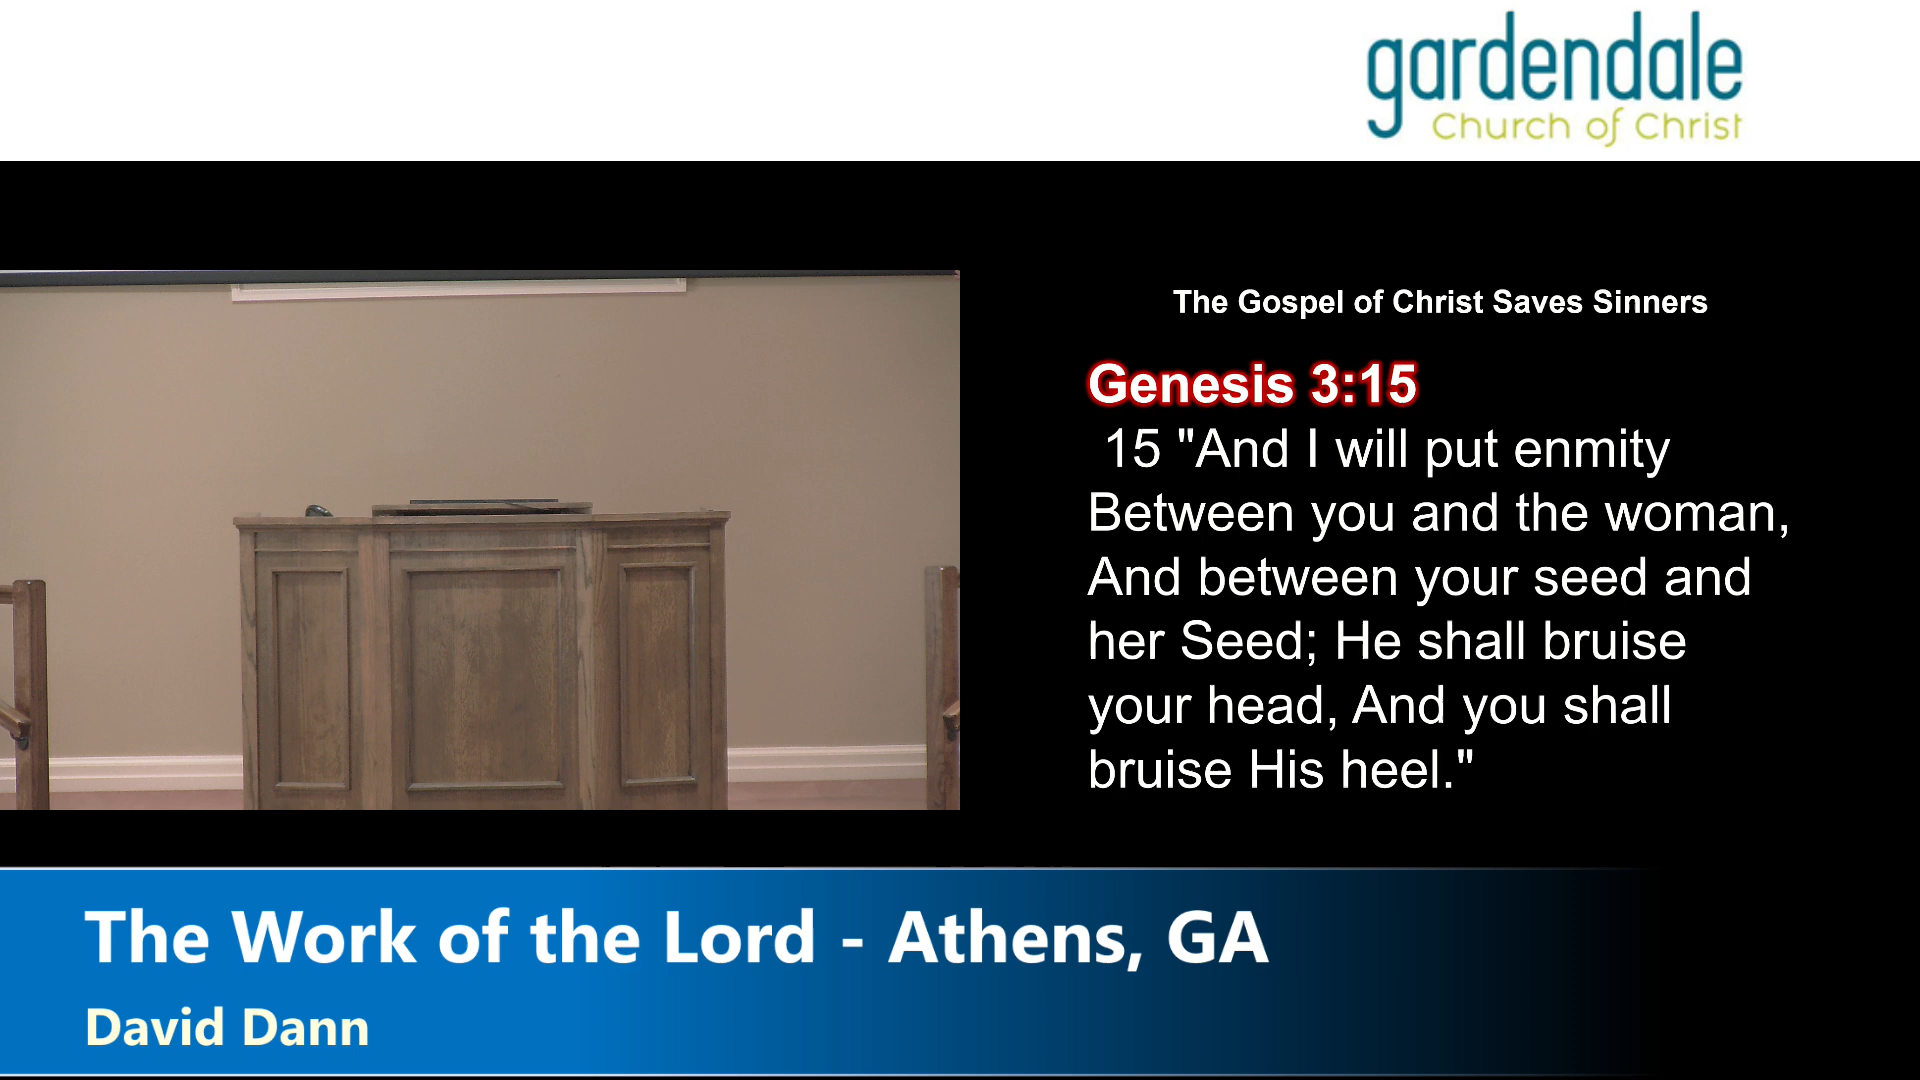 gardendale
Church of Christ
The Gospel of Christ Saves Sinners
Genesis 3:15
15 "And I will put enmity
Between you and the woman,
And between your seed and
her Seed; He shall bruise
your head, And you shall
bruise His heel."
The Work of the Lord - Athens, GA
David Dann